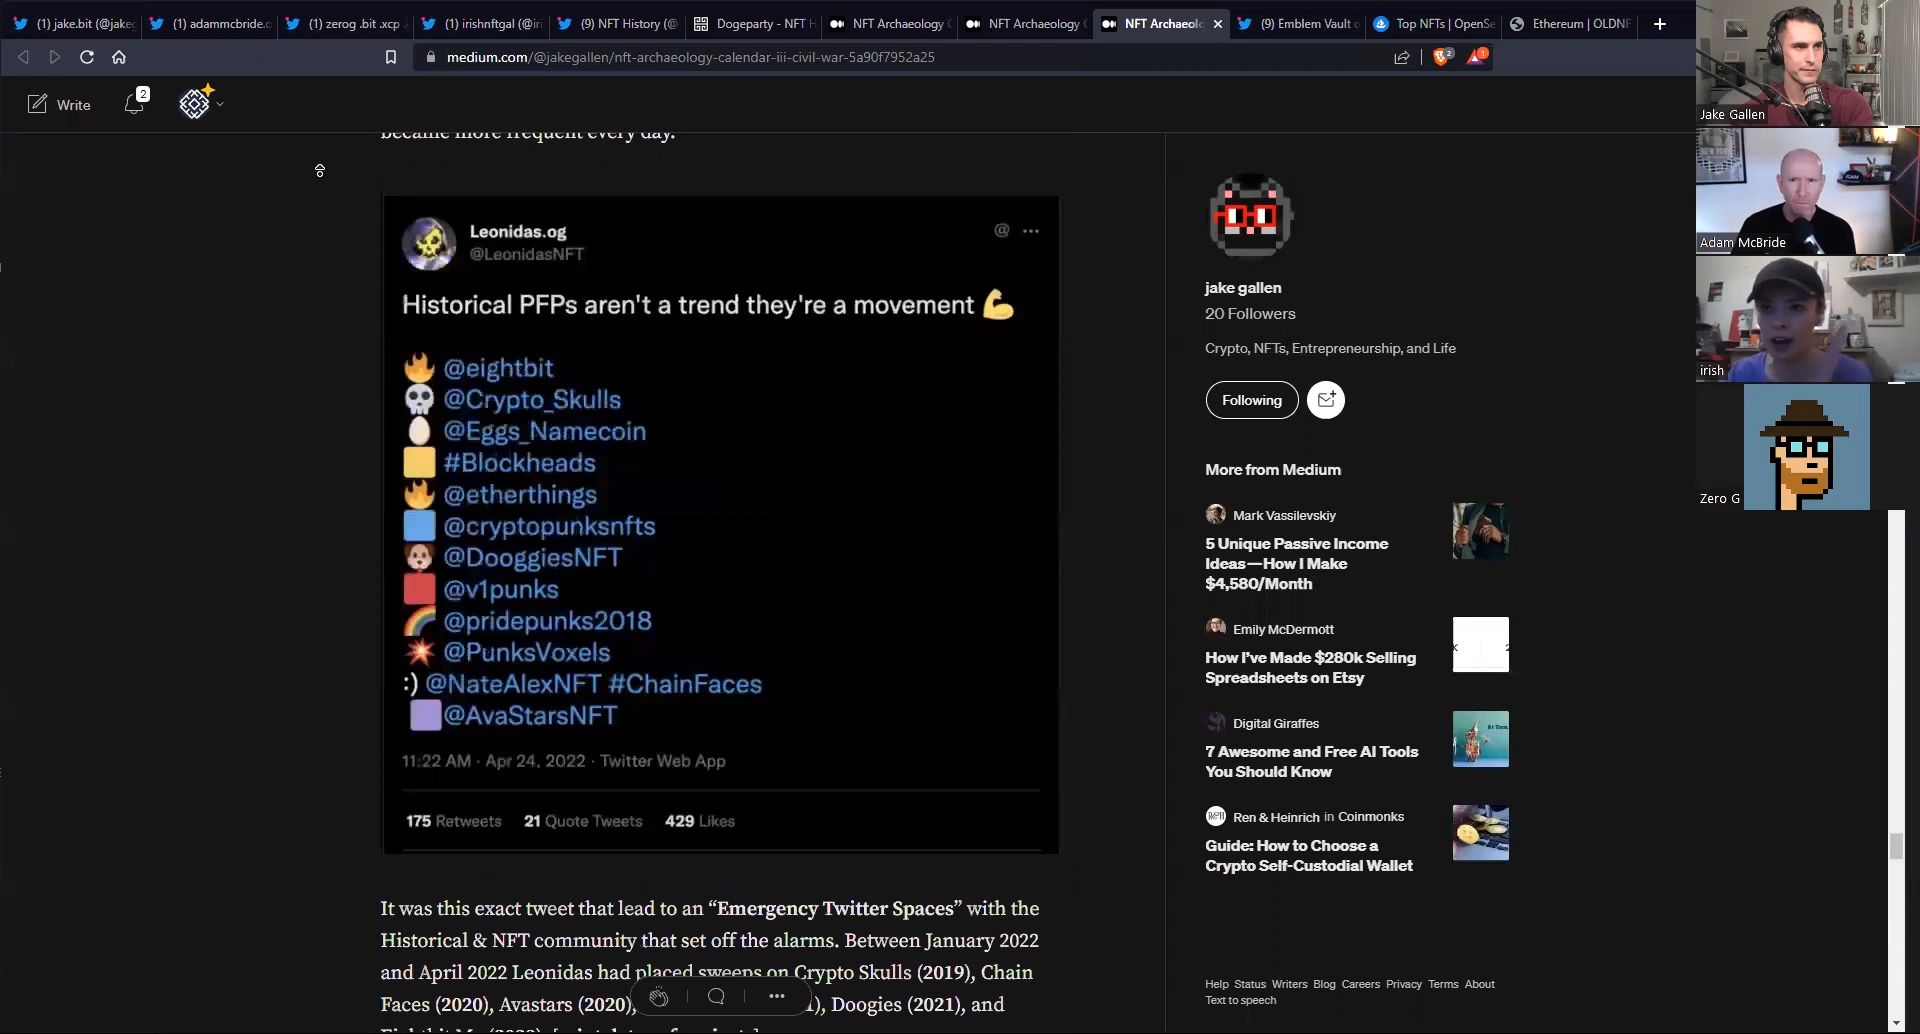 (1) jake.bit (@jakeg
(1) adammcbride.o
(1) zerog .bit .xcp
(1) irishnftgal (@iri
(9) NFT History (@
Dogeparty - NFT H
NFT Archaeology C
NFT Archaeology C
NFT Archaeolo
(9) Emblem Vault o
Top NFTs | OpenSe
Ethereum | OLDNF
medium.com/@jakegallen/nft-archaeology-calendar-iii-civil-war-5a90f7952a25
2
1
Write
2
became more frequent every day.
Leonidas.og
@LeonidasNFT
Historical PFPs aren't a trend they're a movement 💪
🔥 @eightbit
💀 @Crypto_Skulls
🥚 @Eggs_Namecoin
🟨 #Blockheads
🔥 @etherthings
🟦 @cryptopunksnfts
🐶 @DooggiesNFT
🟥 @v1punks
🌈 @pridepunks2018
💥 @PunksVoxels
:) @NateAlexNFT #ChainFaces
🟪 @AvaStarsNFT
11:22 AM · Apr 24, 2022 · Twitter Web App
175 Retweets 21 Quote Tweets 429 Likes
It was this exact tweet that lead to an “Emergency Twitter Spaces” with the
Historical & NFT community that set off the alarms. Between January 2022
and April 2022 Leonidas had placed sweeps on Crypto Skulls (2019), Chain
Faces (2020), Avastars (2020), 1), Doogies (2021), and
jake gallen
20 Followers
Crypto, NFTs, Entrepreneurship, and Life
Following
More from Medium
Mark Vassilevskiy
5 Unique Passive Income
Ideas—How I Make
$4,580/Month
Emily McDermott
How I’ve Made $280k Selling
Spreadsheets on Etsy
Digital Giraffes
7 Awesome and Free AI Tools
You Should Know
Ren & Heinrich in Coinmonks
Guide: How to Choose a
Crypto Self-Custodial Wallet
Help Status Writers Blog Careers Privacy Terms About
Text to speech
Jake Gallen
Adam McBride
irish
Zero G